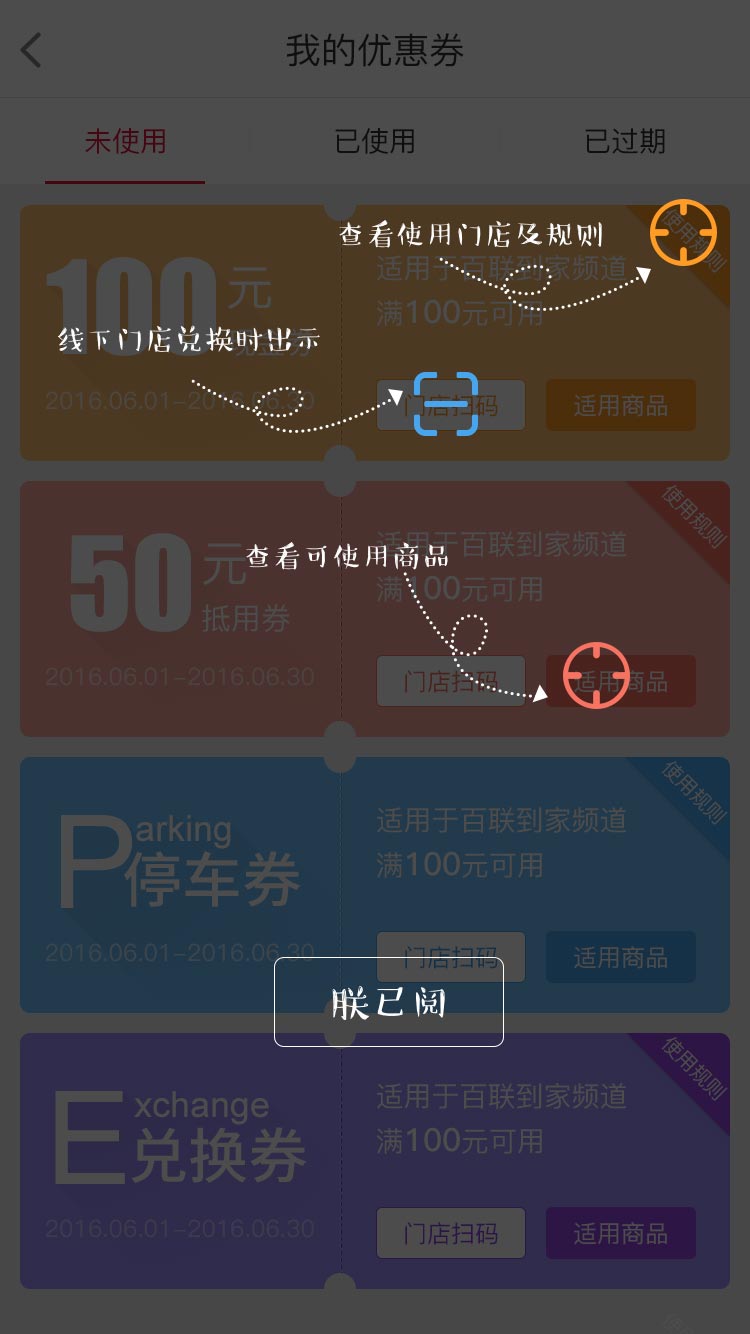 我的优惠券
未使用 已使用 已过期
查看使用门店及规则
使用规则
100元
适用于百联到家频道
满100元可用
线下门店兑换时出示
2016.06.01-2016.06.30
门店扫码 适用商品
使用规则
50元
抵用券
适用于百联到家频道
查看可使用商品
满100元可用
2016.06.01-2016.06.30
门店扫码 适用商品
使用规则
Parking
停车券
适用于百联到家频道
满100元可用
2016.06.01-2016.06.30
门店扫码 适用商品
朕已阅
使用规则
Exchange
兑换券
适用于百联到家频道
满100元可用
2016.06.01-2016.06.30
门店扫码 适用商品